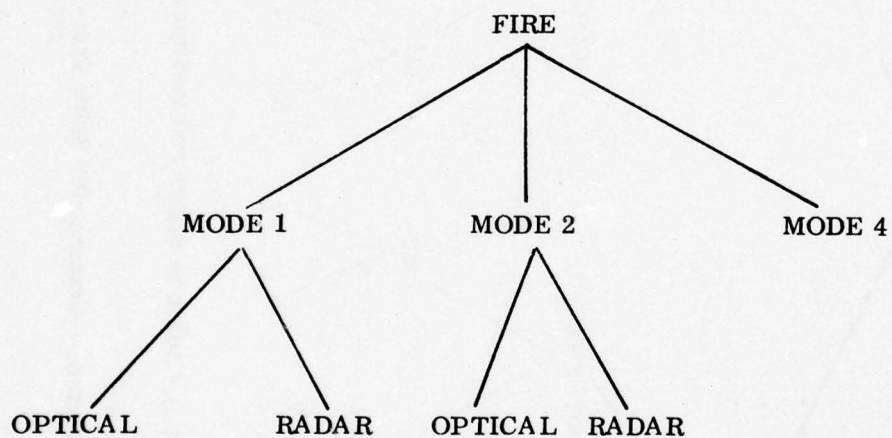 FIRE
MODE 1 MODE 2 MODE 4
OPTICAL RADAR OPTICAL RADAR